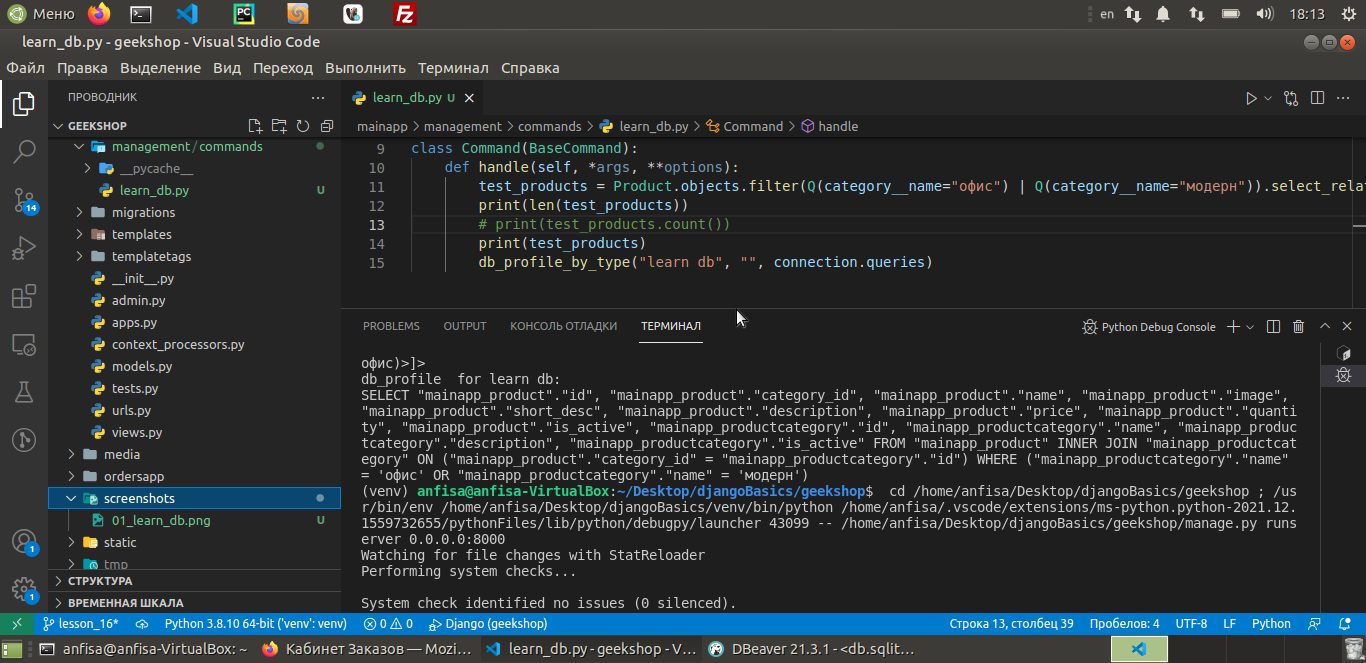 Меню
en
18:13
learn_db.py - geekshop - Visual Studio Code
Файл Правка Выделение Вид Переход Выполнить Терминал Справка
ПРОВОДНИК
GEEKSHOP
management/commands
__pycache__
learn_db.py U
migrations
templates
templatetags
__init__.py
admin.py
apps.py
context_processors.py
models.py
tests.py
urls.py
views.py
media
ordersapp
screenshots
01_learn_db.png U
static
tmp
СТРУКТУРА
ВРЕМЕННАЯ ШКАЛА
14
1
1
learn_db.py U
mainapp > management > commands > learn_db.py > Command > handle
9 class Command(BaseCommand):
10 def handle(self, *args, **options):
11 test_products = Product.objects.filter(Q(category__name="офис") | Q(category__name="модерн")).select_rela
12 print(len(test_products))
13 # print(test_products.count())
14 print(test_products)
15 db_profile_by_type("learn db", "", connection.queries)
PROBLEMS OUTPUT КОНСОЛЬ ОТЛАДКИ ТЕРМИНАЛ
Python Debug Console
офис)>]>
db_profile  for learn db:
SELECT "mainapp_product"."id", "mainapp_product"."category_id", "mainapp_product"."name", "mainapp_product"."image",
"mainapp_product"."short_desc", "mainapp_product"."description", "mainapp_product"."price", "mainapp_product"."quanti
ty", "mainapp_product"."is_active", "mainapp_productcategory"."id", "mainapp_productcategory"."name", "mainapp_produc
tcategory"."description", "mainapp_productcategory"."is_active" FROM "mainapp_product" INNER JOIN "mainapp_productcat
egory" ON ("mainapp_product"."category_id" = "mainapp_productcategory"."id") WHERE ("mainapp_productcategory"."name"
= 'офис' OR "mainapp_productcategory"."name" = 'модерн')
(venv) anfisa@anfisa-VirtualBox:~/Desktop/djangoBasics/geekshop$  cd /home/anfisa/Desktop/djangoBasics/geekshop ; /us
r/bin/env /home/anfisa/Desktop/djangoBasics/venv/bin/python /home/anfisa/.vscode/extensions/ms-python.python-2021.12.
1559732655/pythonFiles/lib/python/debugpy/launcher 43099 -- /home/anfisa/Desktop/djangoBasics/geekshop/manage.py runs
erver 0.0.0.0:8000
Watching for file changes with StatReloader
Performing system checks...
System check identified no issues (0 silenced).
lesson_16* Python 3.8.10 64-bit ('venv': venv) 0 0 Django (geekshop) Строка 13, столбец 39 Пробелов: 4 UTF-8 LF Python
anfisa@anfisa-VirtualBox: ~ Кабинет Заказов — Mozi... learn_db.py - geekshop - V... DBeaver 21.3.1 - <db.sqlit...